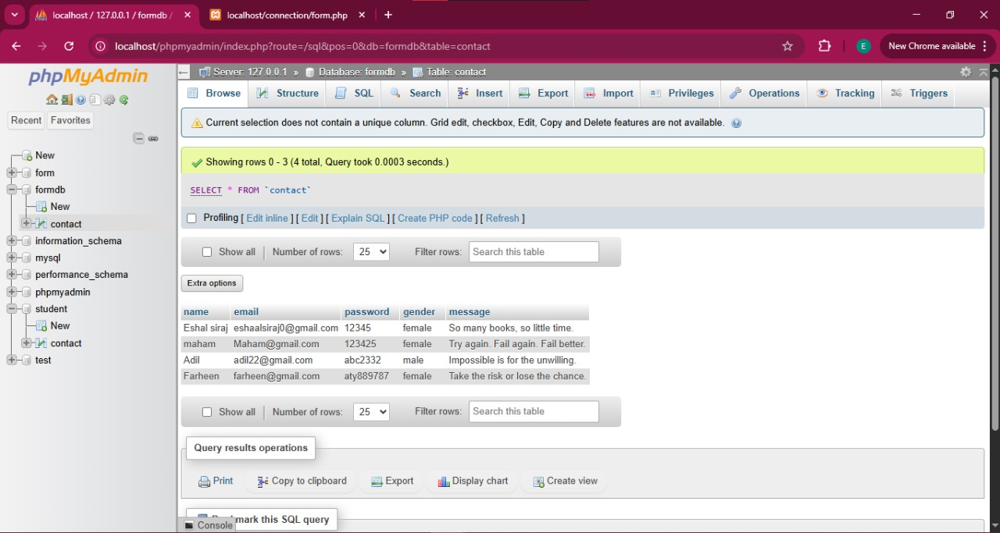 localhost / 127.0.0.1 / formdb /
localhost/connection/form.php
localhost/phpmyadmin/index.php?route=/sql&pos=0&db=formdb&table=contact
E
New Chrome available
phpMyAdmin
Recent Favorites
New
form
formdb
New
contact
information_schema
mysql
performance_schema
phpmyadmin
student
New
contact
test
Server: 127.0.0.1 » Database: formdb » Table: contact
Browse Structure SQL Search Insert Export Import Privileges Operations Tracking Triggers
Current selection does not contain a unique column. Grid edit, checkbox, Edit, Copy and Delete features are not available.
Showing rows 0 - 3 (4 total, Query took 0.0003 seconds.)
SELECT * FROM `contact`
Profiling [ Edit inline ] [ Edit ] [ Explain SQL ] [ Create PHP code ] [ Refresh ]
Show all Number of rows: 25 Filter rows: Search this table
Extra options
name email password gender message
Eshal siraj eshaalsiraj0@gmail.com 12345 female So many books, so little time.
maham Maham@gmail.com 123425 female Try again. Fail again. Fail better.
Adil adil22@gmail.com abc2332 male Impossible is for the unwilling.
Farheen farheen@gmail.com aty889787 female Take the risk or lose the chance.
Show all Number of rows: 25 Filter rows: Search this table
Query results operations
Print Copy to clipboard Export Display chart Create view
mark this SQL query
Console